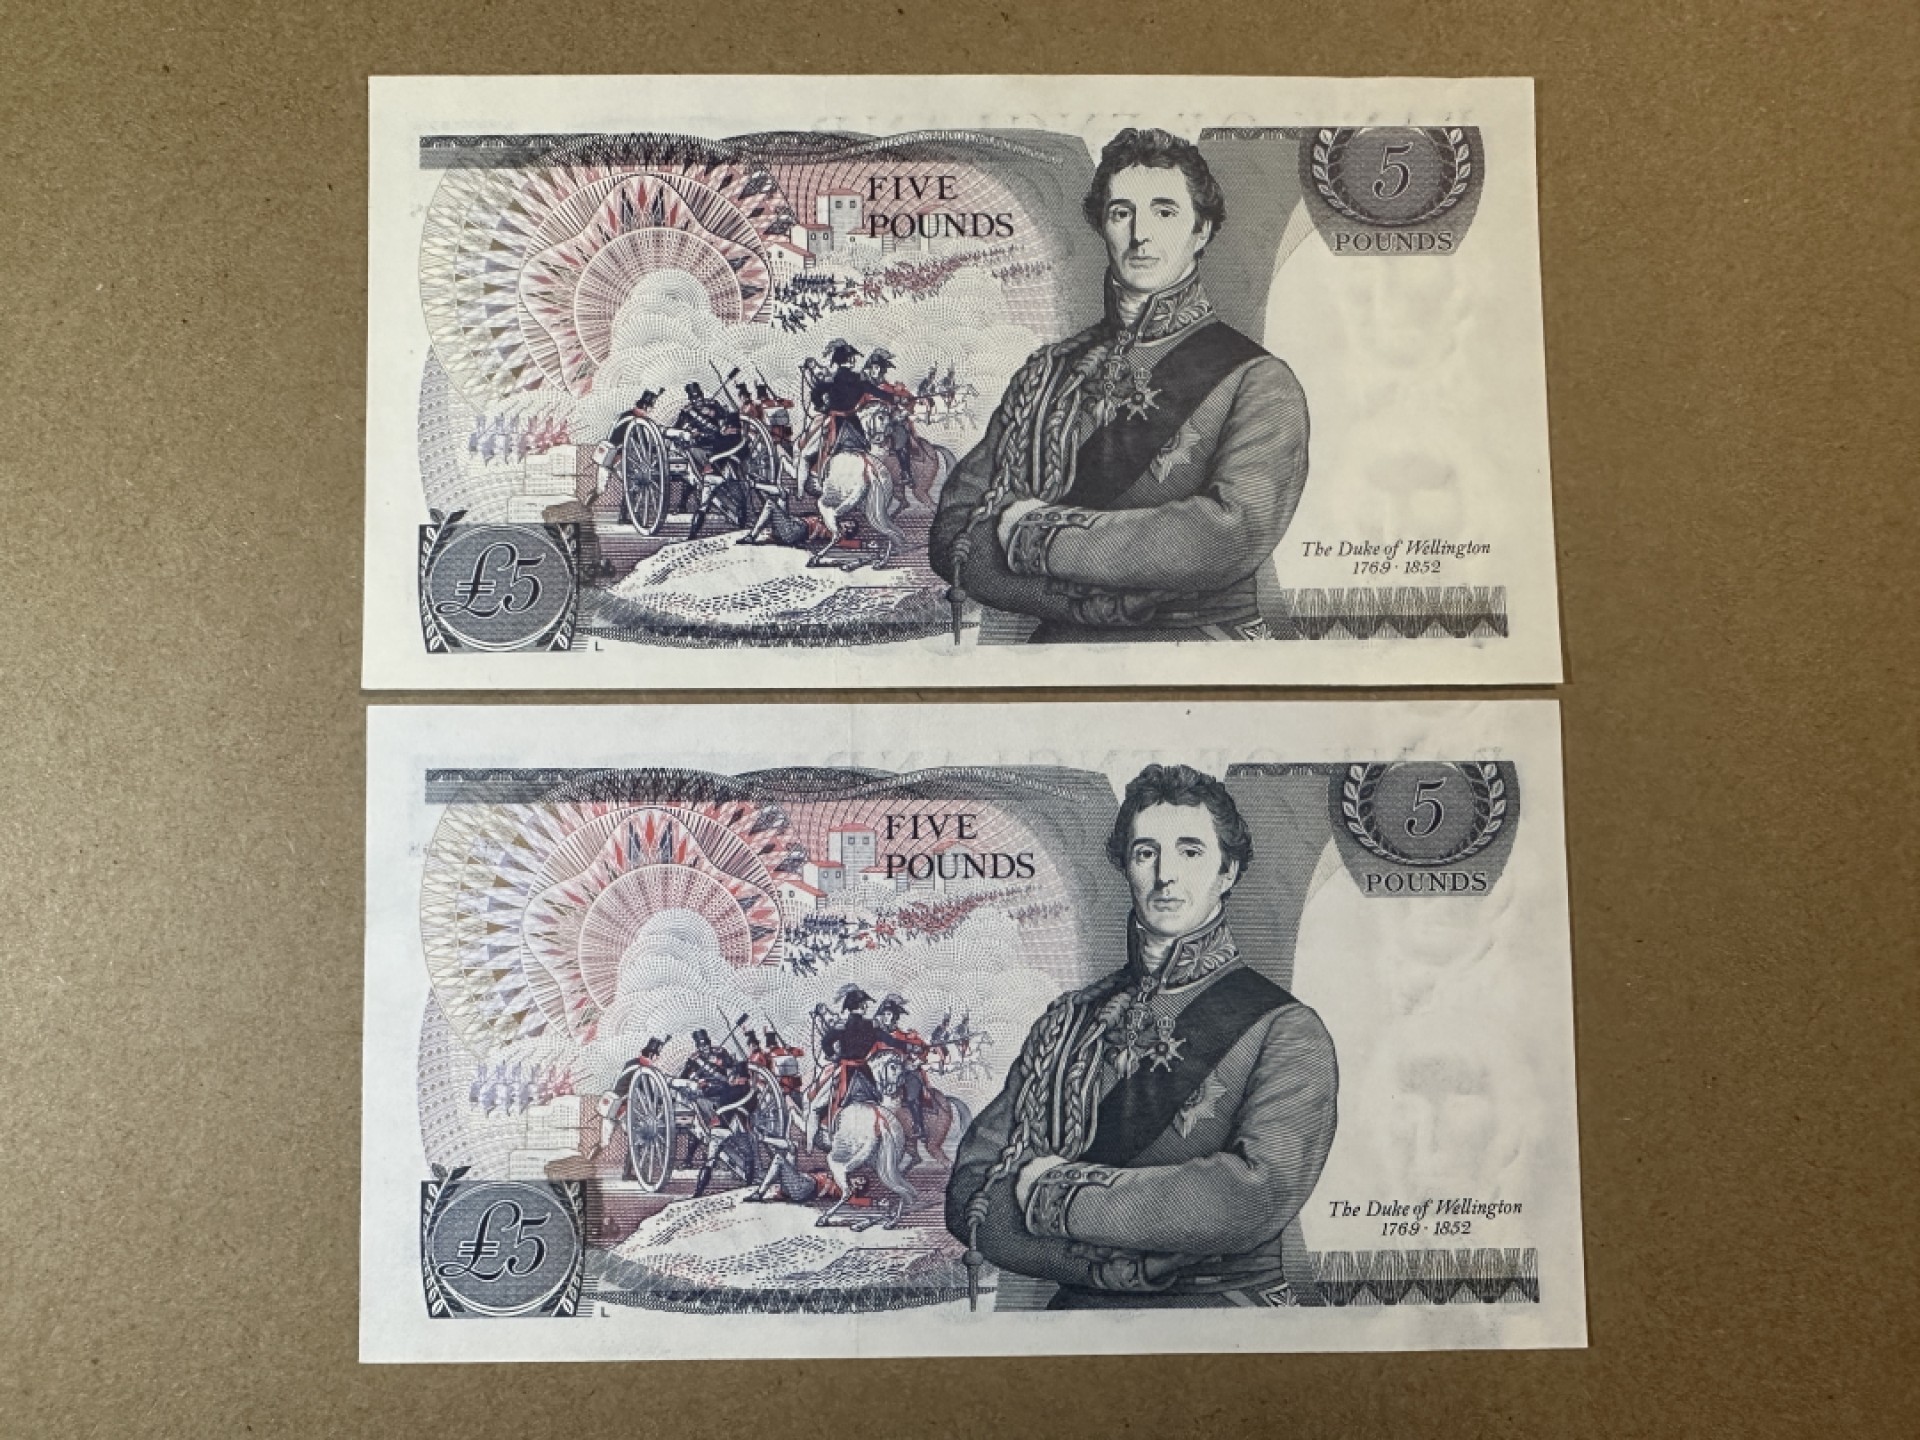 FIVE
POUNDS
5
POUNDS
The Duke of Wellington
1769 · 1852
£5
L
FIVE
POUNDS
5
POUNDS
The Duke of Wellington
1769 · 1852
£5
L